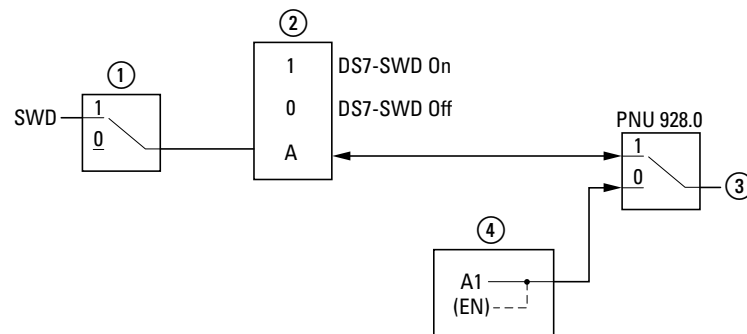 ②
①
1 DS7-SWD On
PNU 928.0
SWD 1
0 DS7-SWD Off
0
A
1
0
③
④
A1
(EN)